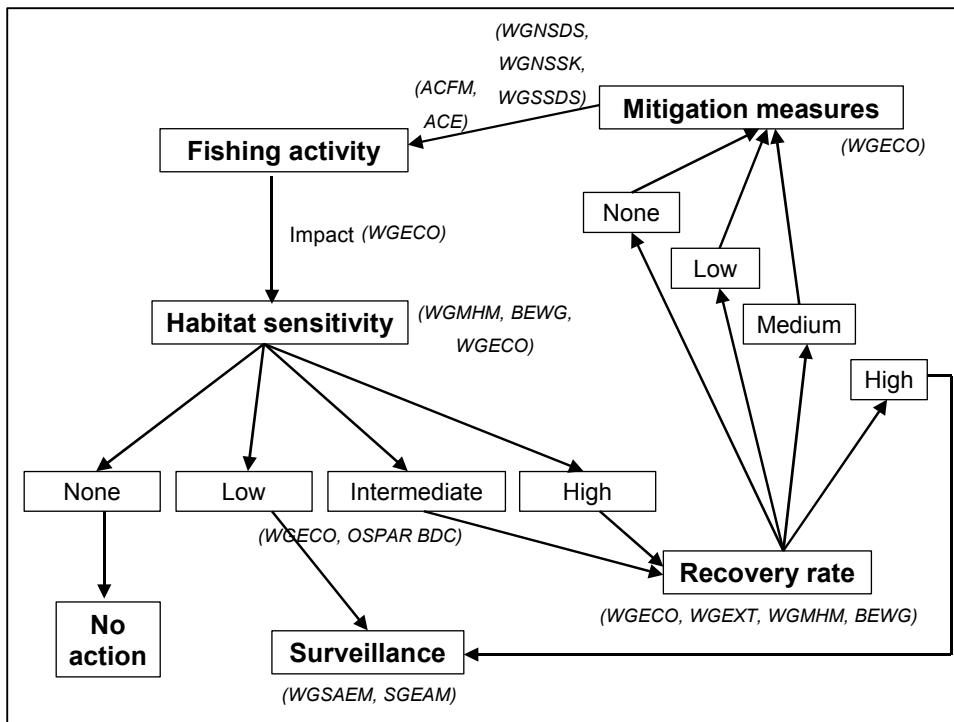 (WGNSDS,
WGNSSK,
WGSSDS)
(ACFM,
ACE)
Mitigation measures
(WGECO)
Fishing activity
None
Impact (WGECO)
Low
Habitat sensitivity
(WGMHM, BEWG,
WGECO)
Medium
High
None
Low
Intermediate
High
(WGECO, OSPAR BDC)
Recovery rate
(WGECO, WGEXT, WGMHM, BEWG)
No
action
Surveillance
(WGSAEM, SGEAM)